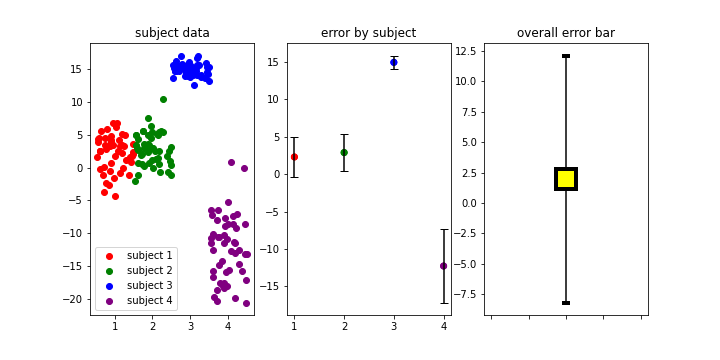 subject data
15
10
5
0
−5
−10
−15
−20
subject 1
subject 2
subject 3
subject 4
1 2 3 4
error by subject
15
10
5
0
−5
−10
−15
1 2 3 4
overall error bar
12.5
10.0
7.5
5.0
2.5
0.0
−2.5
−5.0
−7.5